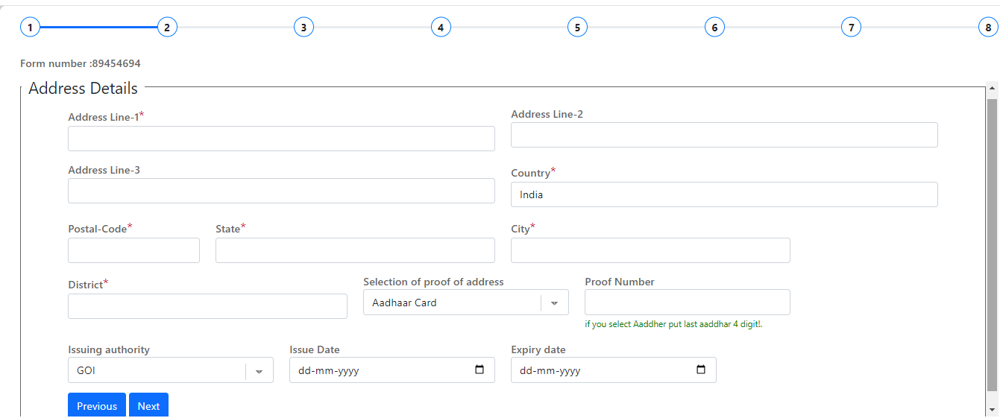 1 2 3 4 5 6 7 8
Form number :89454694
Address Details
Address Line-1* Address Line-2
Address Line-3 Country*
India
Postal-Code* State* City*
District* Selection of proof of address Proof Number
Aadhaar Card
if you select Aaddher put last aaddhar 4 digit!.
Issuing authority Issue Date Expiry date
GOI dd-mm-yyyy dd-mm-yyyy
Previous Next